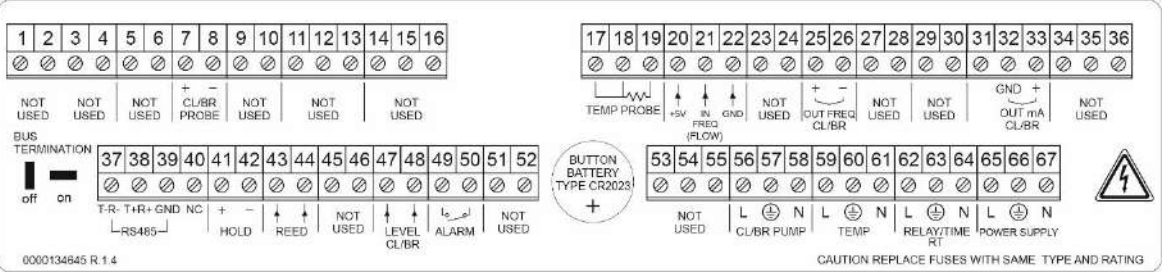 1 2 3 4 5 6 7 8 9 10 11 12 13 14 15 16
+ −
NOT USED NOT USED NOT USED CL/BR PROBE NOT USED NOT USED NOT USED
17 18 19 20 21 22 23 24 25 26 27 28 29 30 31 32 33 34 35 36
+ − GND +
TEMP PROBE +5V IN FREQ (FLOW) GND NOT USED OUT FREQ CL/BR NOT USED NOT USED OUT mA CL/BR NOT USED
BUS
TERMINATION
off on
37 38 39 40 41 42 43 44 45 46 47 48 49 50 51 52
T-R- T+R+ GND NC + −
RS485 HOLD REED NOT USED LEVEL CL/BR ALARM NOT USED
BUTTON
BATTERY
TYPE CR2023
+
53 54 55 56 57 58 59 60 61 62 63 64 65 66 67
L N L N L N L N
NOT USED CL/BR PUMP TEMP RELAY/TIME RT POWER SUPPLY
0000134645 R.1.4
CAUTION REPLACE FUSES WITH SAME TYPE AND RATING